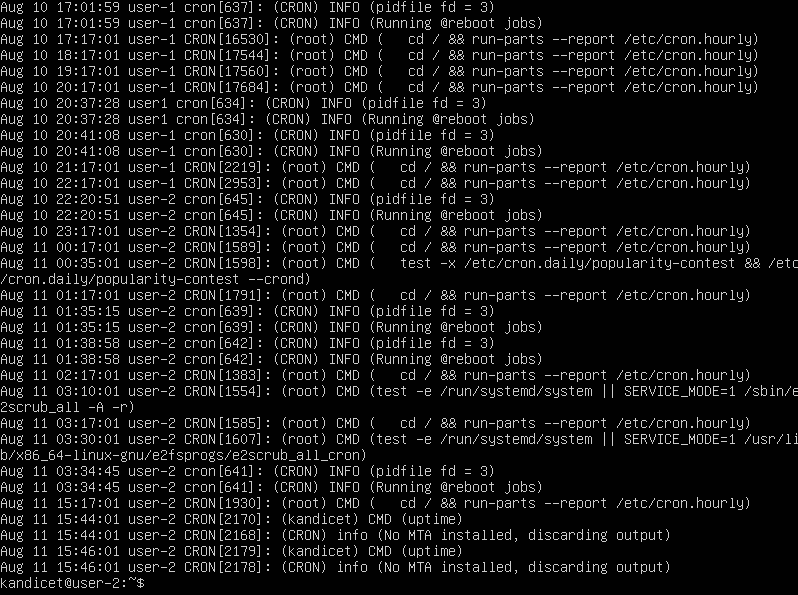 Aug 10 17:01:59 user-1 cron[637]: (CRON) INFO (pidfile fd = 3)
Aug 10 17:01:59 user-1 cron[637]: (CRON) INFO (Running @reboot jobs)
Aug 10 17:17:01 user-1 CRON[16530]: (root) CMD (   cd / && run-parts --report /etc/cron.hourly)
Aug 10 18:17:01 user-1 CRON[17544]: (root) CMD (   cd / && run-parts --report /etc/cron.hourly)
Aug 10 19:17:01 user-1 CRON[17560]: (root) CMD (   cd / && run-parts --report /etc/cron.hourly)
Aug 10 20:17:01 user-1 CRON[17684]: (root) CMD (   cd / && run-parts --report /etc/cron.hourly)
Aug 10 20:37:28 user1 cron[634]: (CRON) INFO (pidfile fd = 3)
Aug 10 20:37:28 user1 cron[634]: (CRON) INFO (Running @reboot jobs)
Aug 10 20:41:08 user-1 cron[630]: (CRON) INFO (pidfile fd = 3)
Aug 10 20:41:08 user-1 cron[630]: (CRON) INFO (Running @reboot jobs)
Aug 10 21:17:01 user-1 CRON[2219]: (root) CMD (   cd / && run-parts --report /etc/cron.hourly)
Aug 10 22:17:01 user-1 CRON[2953]: (root) CMD (   cd / && run-parts --report /etc/cron.hourly)
Aug 10 22:20:51 user-2 cron[645]: (CRON) INFO (pidfile fd = 3)
Aug 10 22:20:51 user-2 cron[645]: (CRON) INFO (Running @reboot jobs)
Aug 10 23:17:01 user-2 CRON[1354]: (root) CMD (   cd / && run-parts --report /etc/cron.hourly)
Aug 11 00:17:01 user-2 CRON[1589]: (root) CMD (   cd / && run-parts --report /etc/cron.hourly)
Aug 11 00:35:01 user-2 CRON[1598]: (root) CMD (   test -x /etc/cron.daily/popularity-contest && /etc
/cron.daily/popularity-contest --crond)
Aug 11 01:17:01 user-2 CRON[1791]: (root) CMD (   cd / && run-parts --report /etc/cron.hourly)
Aug 11 01:35:15 user-2 cron[639]: (CRON) INFO (pidfile fd = 3)
Aug 11 01:35:15 user-2 cron[639]: (CRON) INFO (Running @reboot jobs)
Aug 11 01:38:58 user-2 cron[642]: (CRON) INFO (pidfile fd = 3)
Aug 11 01:38:58 user-2 cron[642]: (CRON) INFO (Running @reboot jobs)
Aug 11 02:17:01 user-2 CRON[1383]: (root) CMD (   cd / && run-parts --report /etc/cron.hourly)
Aug 11 03:10:01 user-2 CRON[1554]: (root) CMD (test -e /run/systemd/system || SERVICE_MODE=1 /sbin/e
2scrub_all -A -r)
Aug 11 03:17:01 user-2 CRON[1585]: (root) CMD (   cd / && run-parts --report /etc/cron.hourly)
Aug 11 03:30:01 user-2 CRON[1607]: (root) CMD (test -e /run/systemd/system || SERVICE_MODE=1 /usr/li
b/x86_64-linux-gnu/e2fsprogs/e2scrub_all_cron)
Aug 11 03:34:45 user-2 cron[641]: (CRON) INFO (pidfile fd = 3)
Aug 11 03:34:45 user-2 cron[641]: (CRON) INFO (Running @reboot jobs)
Aug 11 15:17:01 user-2 CRON[1930]: (root) CMD (   cd / && run-parts --report /etc/cron.hourly)
Aug 11 15:44:01 user-2 CRON[2170]: (kandicet) CMD (uptime)
Aug 11 15:44:01 user-2 CRON[2168]: (CRON) info (No MTA installed, discarding output)
Aug 11 15:46:01 user-2 CRON[2179]: (kandicet) CMD (uptime)
Aug 11 15:46:01 user-2 CRON[2178]: (CRON) info (No MTA installed, discarding output)
kandicet@user-2:~$